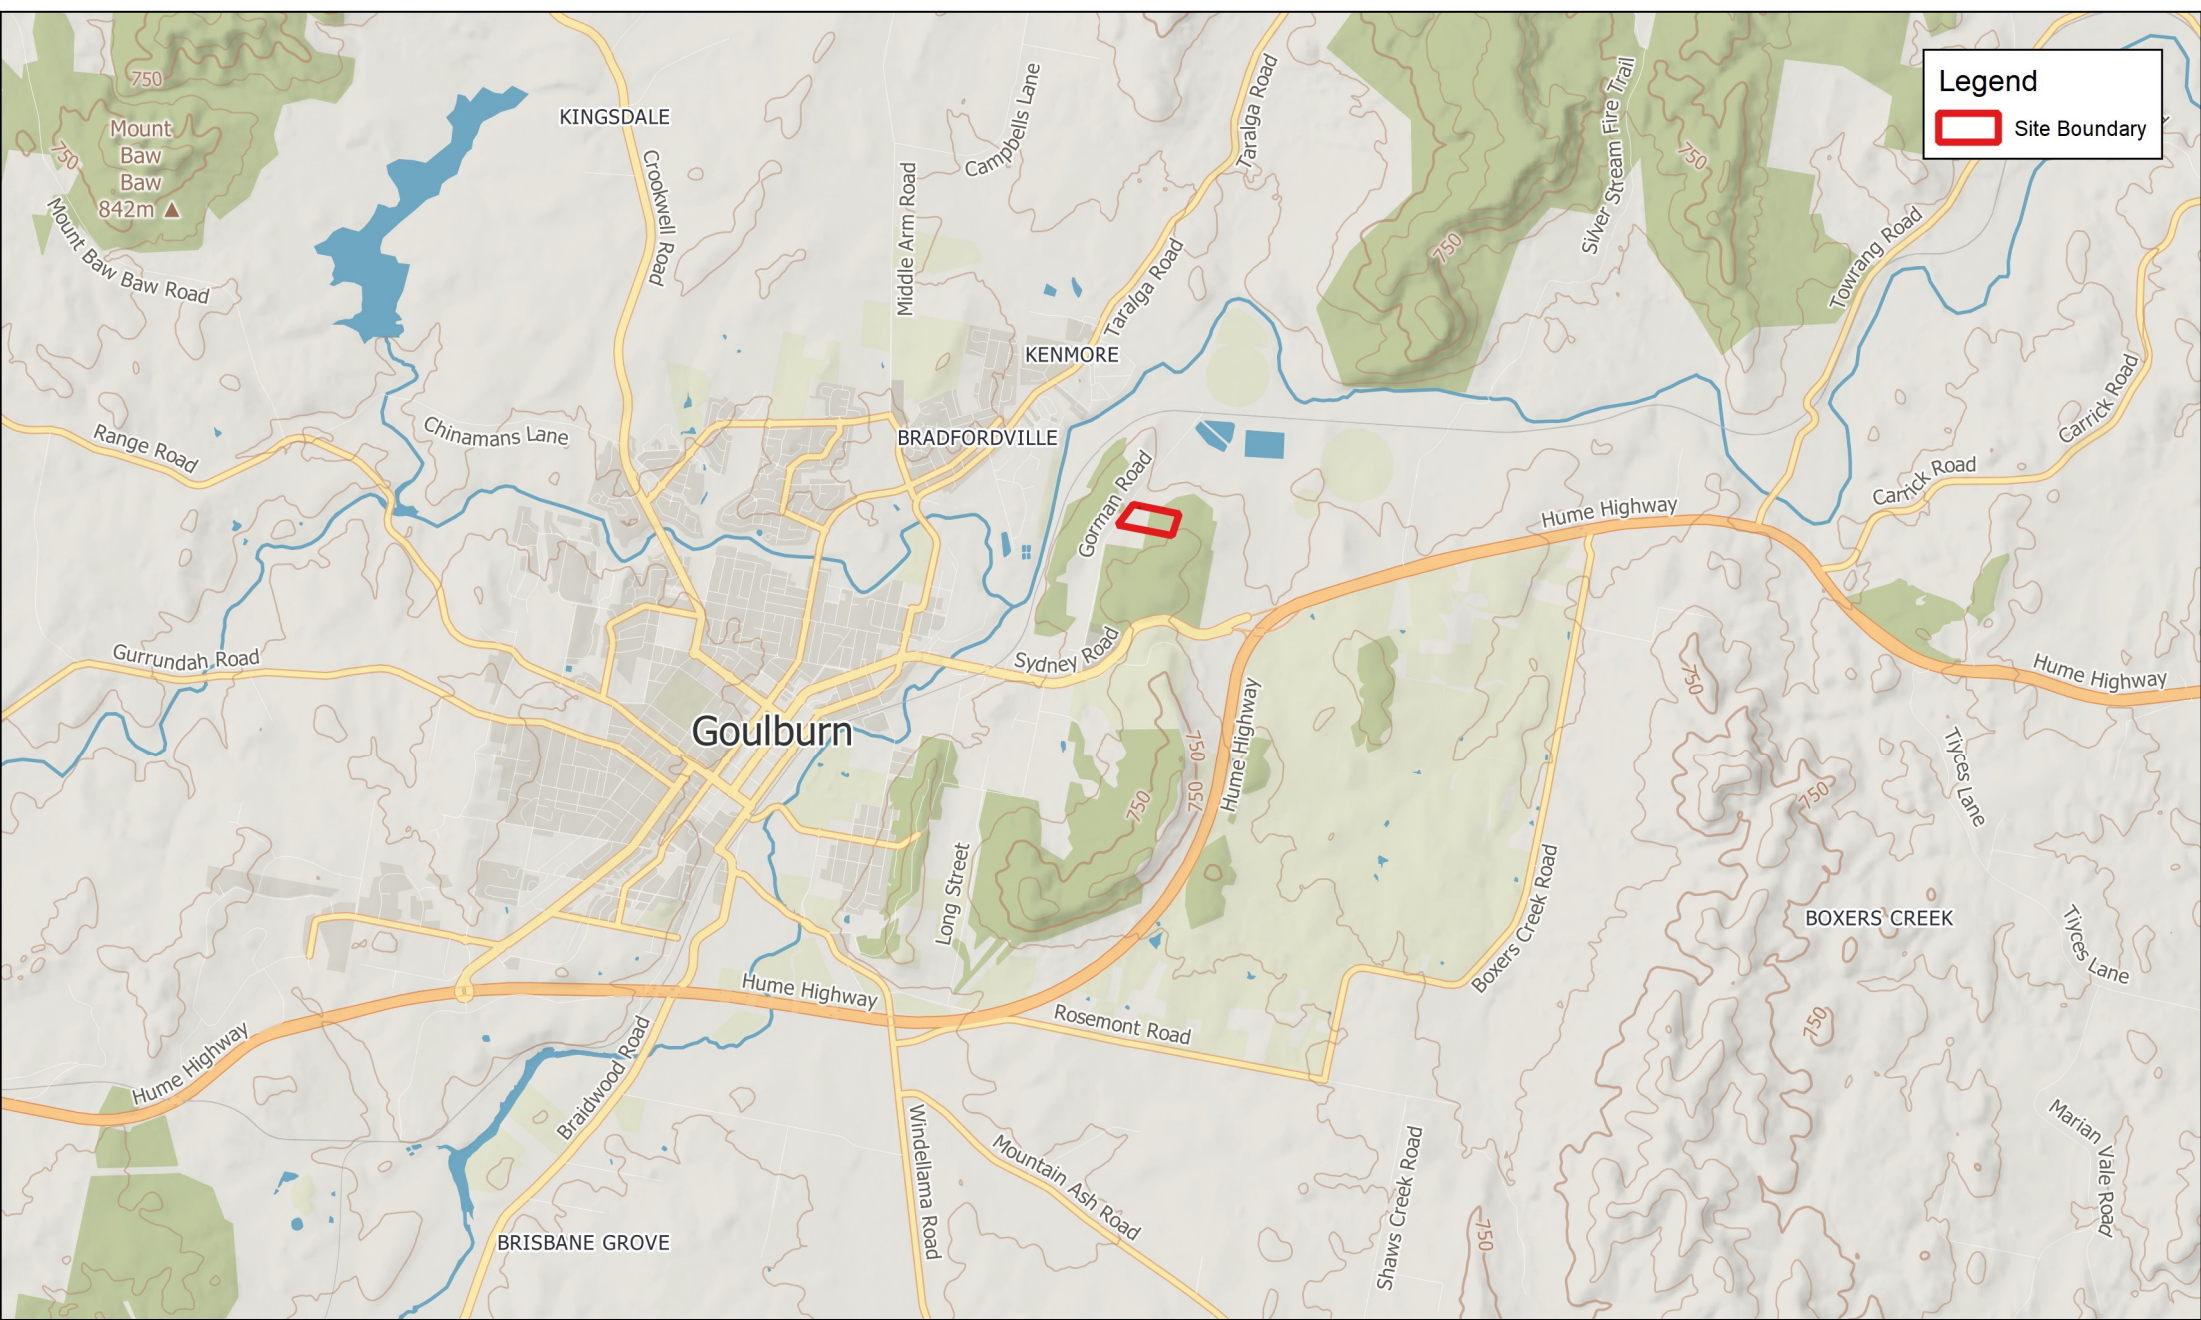 Legend
Site Boundary
750
Mount
Baw
Baw
842m
750
Mount Baw Baw Road
KINGSDALE
Crookwell Road
Middle Arm Road
Campbells Lane
Taralga Road
Taralga Road
Silver Stream Fire Trail
750
750
Towrang Road
KENMORE
Carrick Road
Carrick Road
Range Road
Chinamans Lane
BRADFORDVILLE
Gorman Road
Hume Highway
Gurrundah Road
Sydney Road
Hume Highway
750
Goulburn
Hume Highway
750
750
750
750
Tiyces Lane
Long Street
Boxers Creek Road
BOXERS CREEK
Tiyces Lane
Hume Highway
Rosemont Road
750
Hume Highway
Braidwood Road
Windellama Road
Mountain Ash Road
Shaws Creek Road
750
Marian Vale Road
BRISBANE GROVE